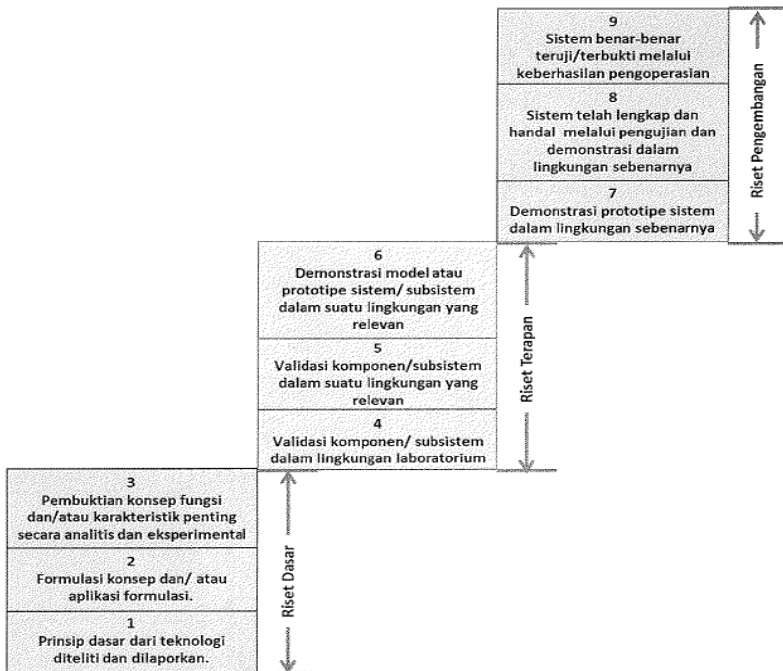 9
Sistem benar-benar
teruji/terbukti melalui
keberhasilan pengoperasian
8
Sistem telah lengkap dan
handal melalui pengujian dan
demonstrasi dalam
lingkungan sebenarnya
7
Demonstrasi prototipe sistem
dalam lingkungan sebenarnya
Riset Pengembangan
6
Demonstrasi model atau
prototipe sistem/ subsistem
dalam suatu lingkungan yang
relevan
5
Validasi komponen/subsistem
dalam suatu lingkungan yang
relevan
4
Validasi komponen/ subsistem
dalam lingkungan laboratorium
Riset Terapan
3
Pembuktian konsep fungsi
dan/atau karakteristik penting
secara analitis dan eksperimental
2
Formulasi konsep dan/ atau
aplikasi formulasi.
1
Prinsip dasar dari teknologi
diteliti dan dilaporkan.
Riset Dasar